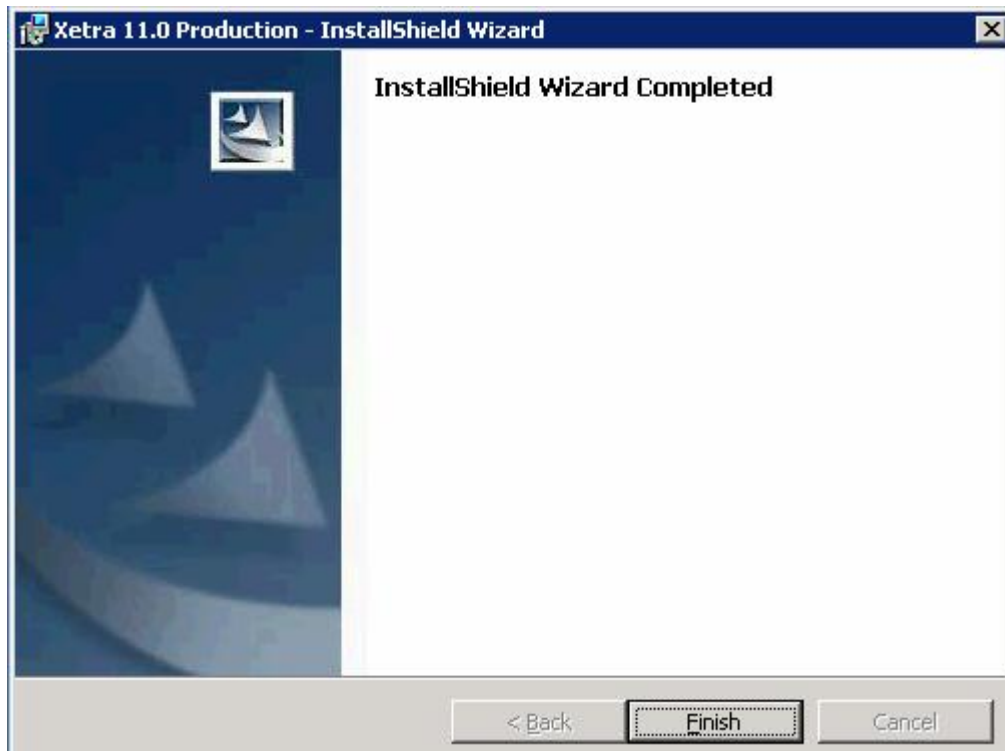 Xetra 11.0 Production - InstallShield Wizard
InstallShield Wizard Completed
< Back
Finish
Cancel